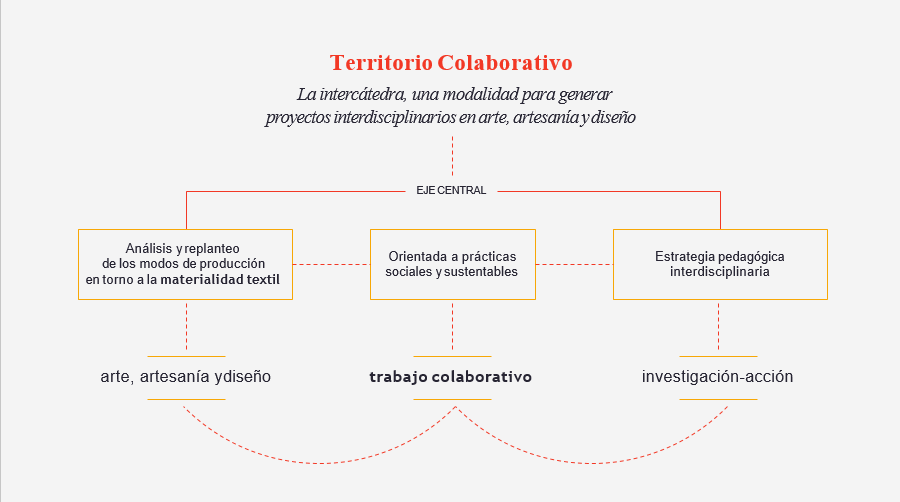 Territorio Colaborativo
La intercátedra, una modalidad para generar
proyectos interdisciplinarios en arte, artesanía y diseño
EJE CENTRAL
Análisis y replanteo
de los modos de producción
en torno a la materialidad textil
Orientada a prácticas
sociales y sustentables
Estrategia pedagógica
interdisciplinaria
arte, artesanía ydiseño
trabajo colaborativo
investigación-acción